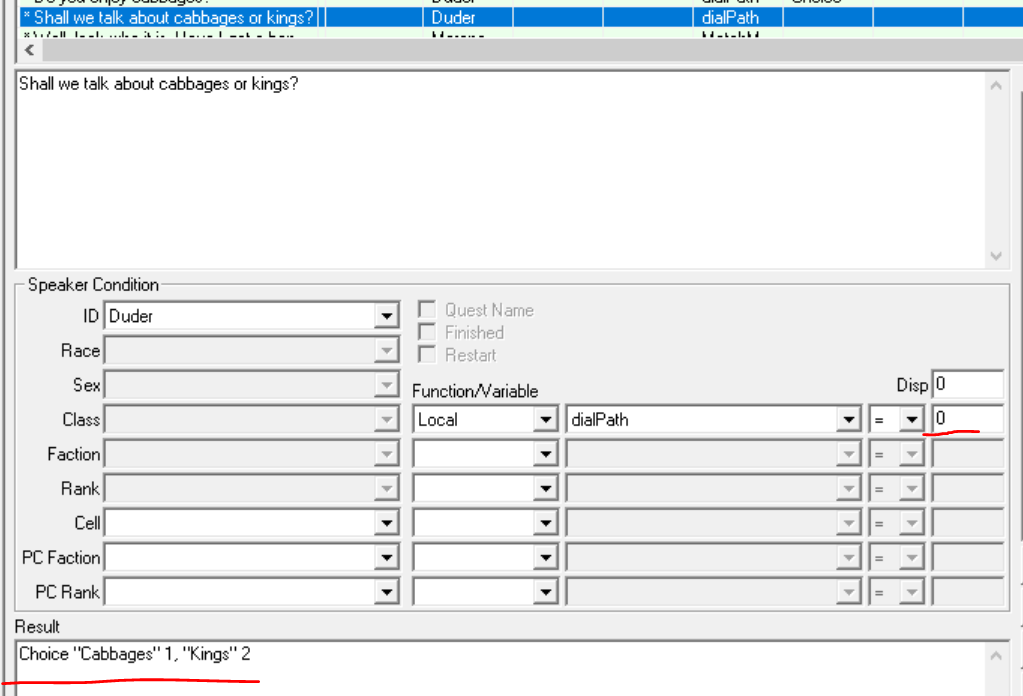 * Shall we talk about cabbages or kings? Duder dialPath
Shall we talk about cabbages or kings?
Speaker Condition
ID Duder
Quest Name
Finished
Race
Restart
Sex
Function/Variable
Disp 0
Class
Local dialPath = 0
Faction
=
Rank
=
Cell
=
PC Faction
=
PC Rank
=
Result
Choice "Cabbages" 1, "Kings" 2